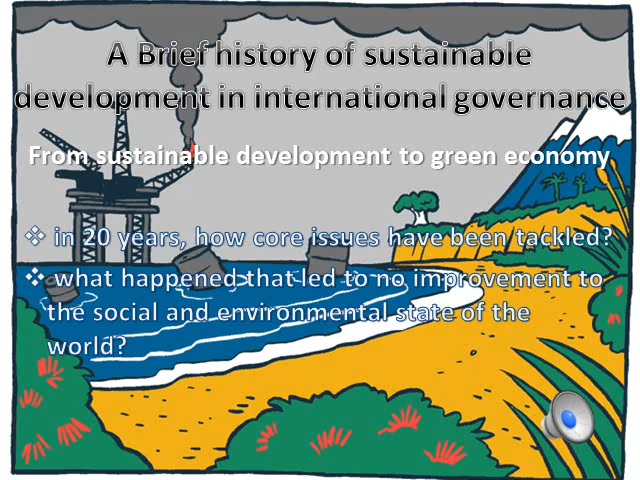 A Brief history of sustainable
development in international governance
From sustainable development to green economy
❖ in 20 years, how core issues have been tackled?
❖ what happened that led to no improvement to
the social and environmental state of the
world?